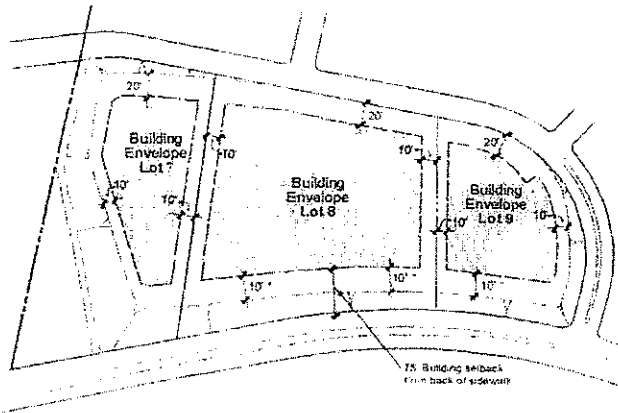 20'
20'
20'
Building
Envelope
Lot 7
10'
10'
10'
10'
Building
Envelope
Lot 8
Building
Envelope
Lot 9
10'
10'
10'
10'
10'
10'
Building setback
from back of sidewalk